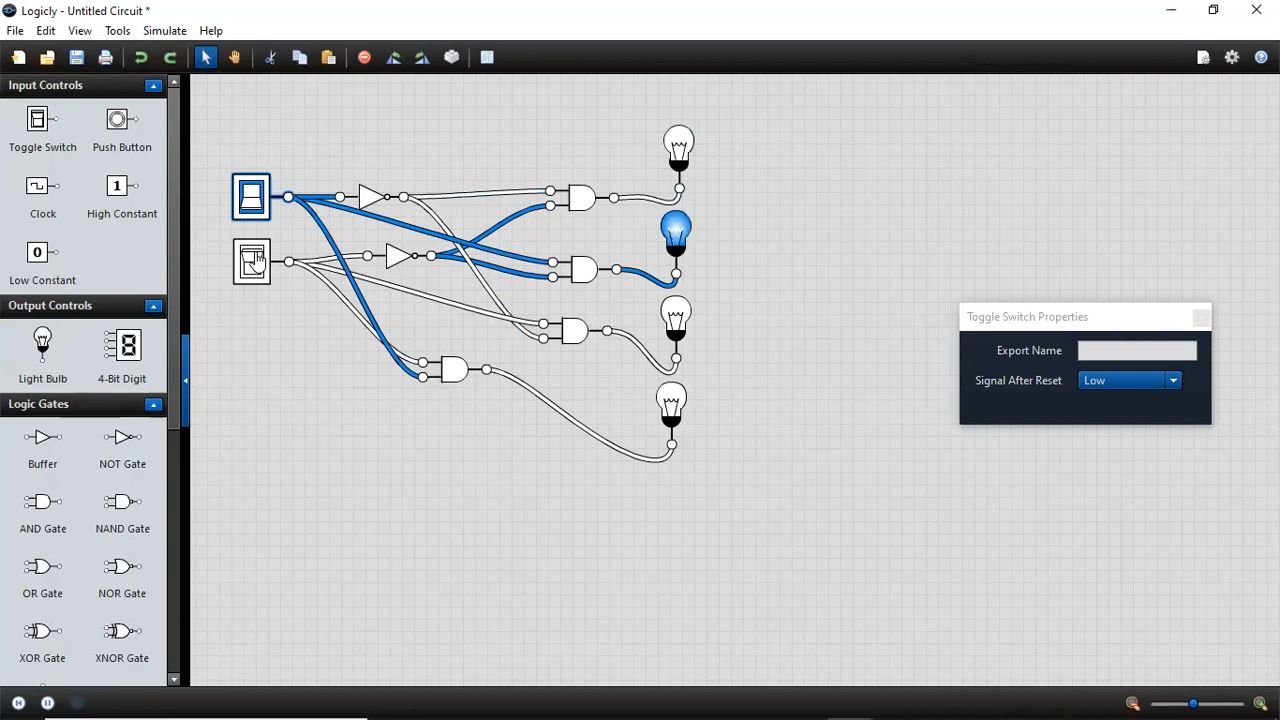 Logicly - Untitled Circuit *
File Edit View Tools Simulate Help
Input Controls
Toggle Switch Push Button
1
Clock High Constant
0
Low Constant
Output Controls
8
Light Bulb 4-Bit Digit
Logic Gates
Buffer NOT Gate
AND Gate NAND Gate
OR Gate NOR Gate
XOR Gate XNOR Gate
Toggle Switch Properties
Export Name
Signal After Reset Low